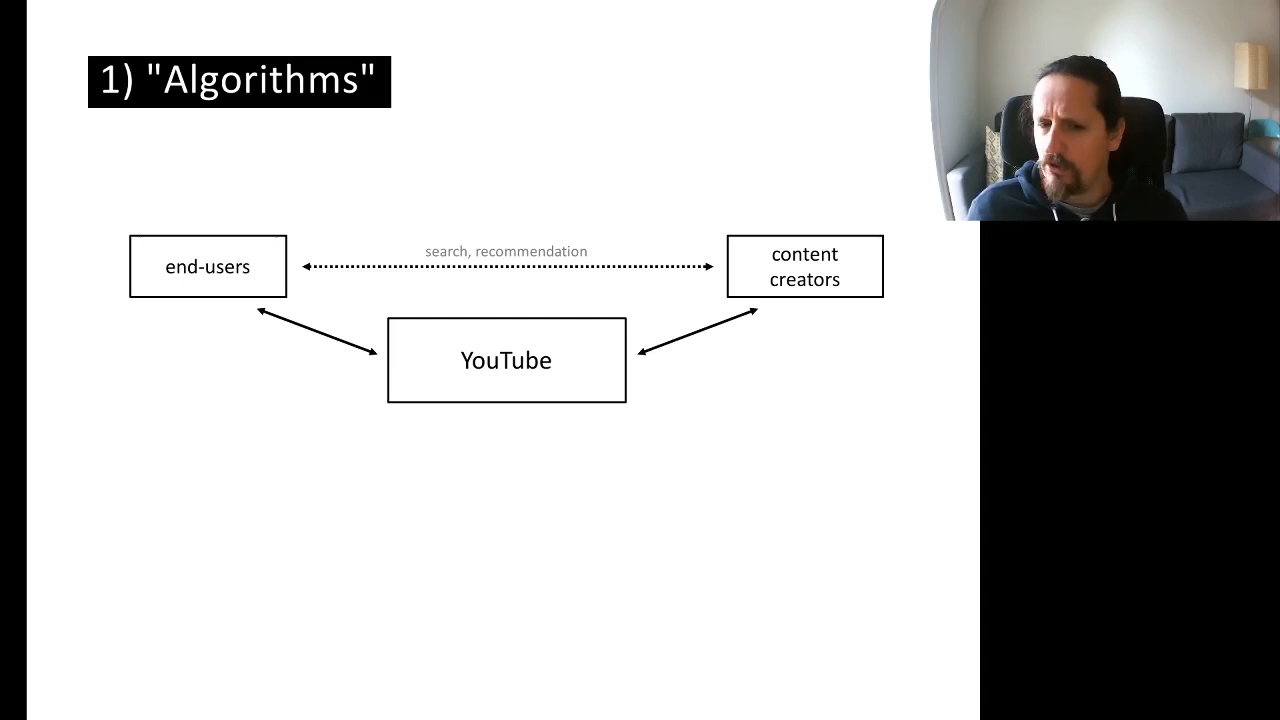 1) "Algorithms"
search, recommendation
end-users
content
creators
YouTube